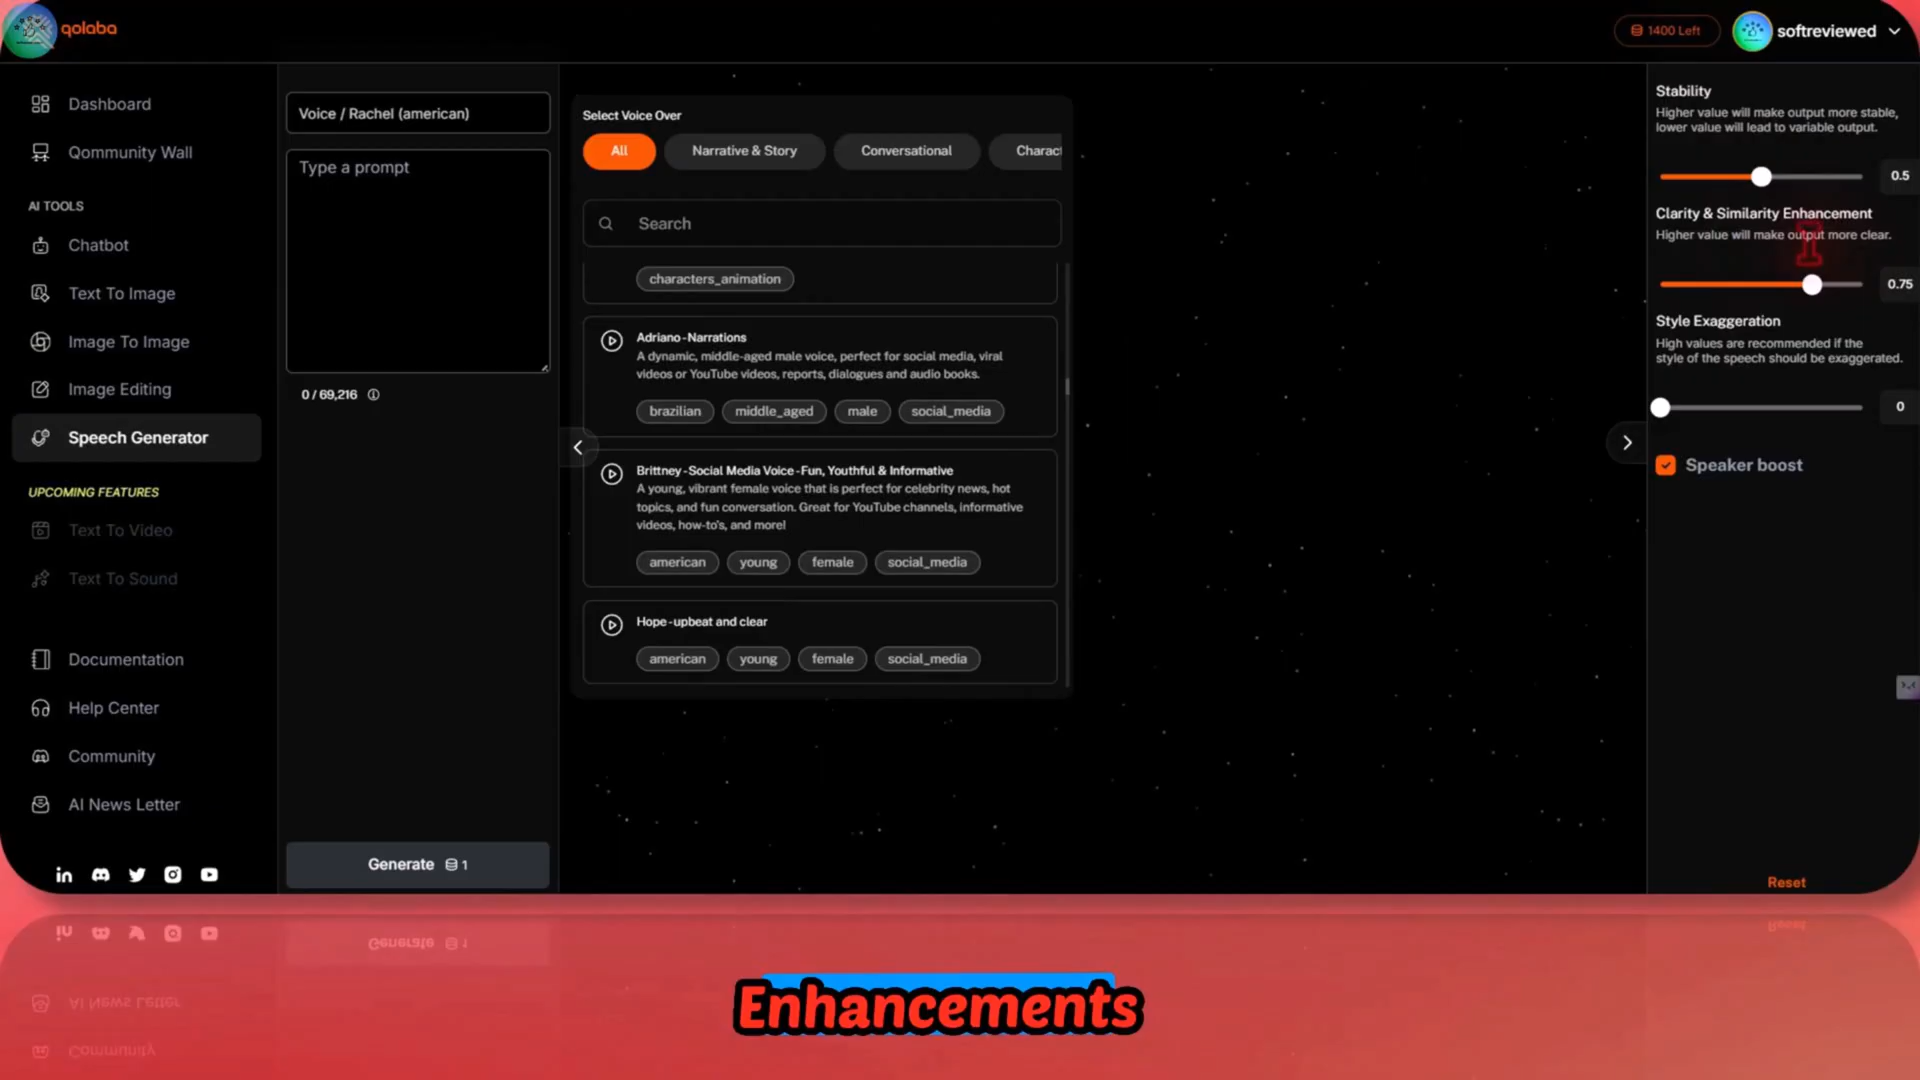 qolaba
1400 Left
softreviewed
Dashboard
Qommunity Wall
AI TOOLS
Chatbot
Text To Image
Image To Image
Image Editing
Speech Generator
UPCOMING FEATURES
Text To Video
Text To Sound
Documentation
Help Center
Community
AI News Letter
Voice / Rachel (american)
Type a prompt
0 / 69,216
Generate 1
Select Voice Over
All
Narrative & Story
Conversational
Charact
Search
characters_animation
Adriano - Narrations
A dynamic, middle-aged male voice, perfect for social media, viral
videos or YouTube videos, reports, dialogues and audio books.
brazilian middle_aged male social_media
Brittney - Social Media Voice - Fun, Youthful & Informative
A young, vibrant female voice that is perfect for celebrity news, hot
topics, and fun conversation. Great for YouTube channels, informative
videos, how-to's, and more!
american young female social_media
Hope - upbeat and clear
american young female social_media
Stability
Higher value will make output more stable,
lower value will lead to variable output.
0.5
Clarity & Similarity Enhancement
Higher value will make output more clear.
0.75
Style Exaggeration
High values are recommended if the
style of the speech should be exaggerated.
0
Speaker boost
Reset
Generate 1
Reset
AI News Letter
Community
Enhancements